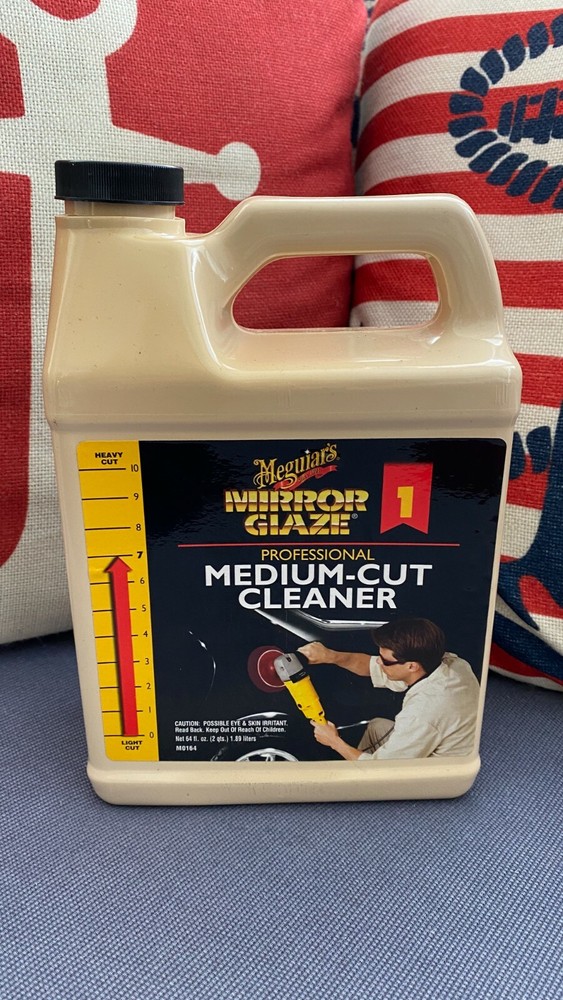 HEAVY
CUT
10
9
8
7
6
5
4
3
2
1
0
LIGHT
CUT
Meguiar's
MIRROR
GLAZE®
1
PROFESSIONAL
MEDIUM-CUT
CLEANER
CAUTION: POSSIBLE EYE & SKIN IRRITANT.
Read Back. Keep Out Of Reach Of Children.
Net 64 fl. oz. (2 qts.) 1.89 liters
M0164